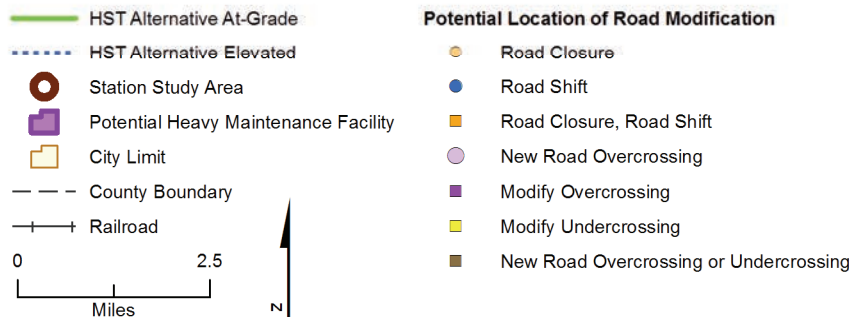 HST Alternative At-Grade
HST Alternative Elevated
Station Study Area
Potential Heavy Maintenance Facility
City Limit
County Boundary
Railroad
0 2.5
Miles
N
Potential Location of Road Modification
Road Closure
Road Shift
Road Closure, Road Shift
New Road Overcrossing
Modify Overcrossing
Modify Undercrossing
New Road Overcrossing or Undercrossing